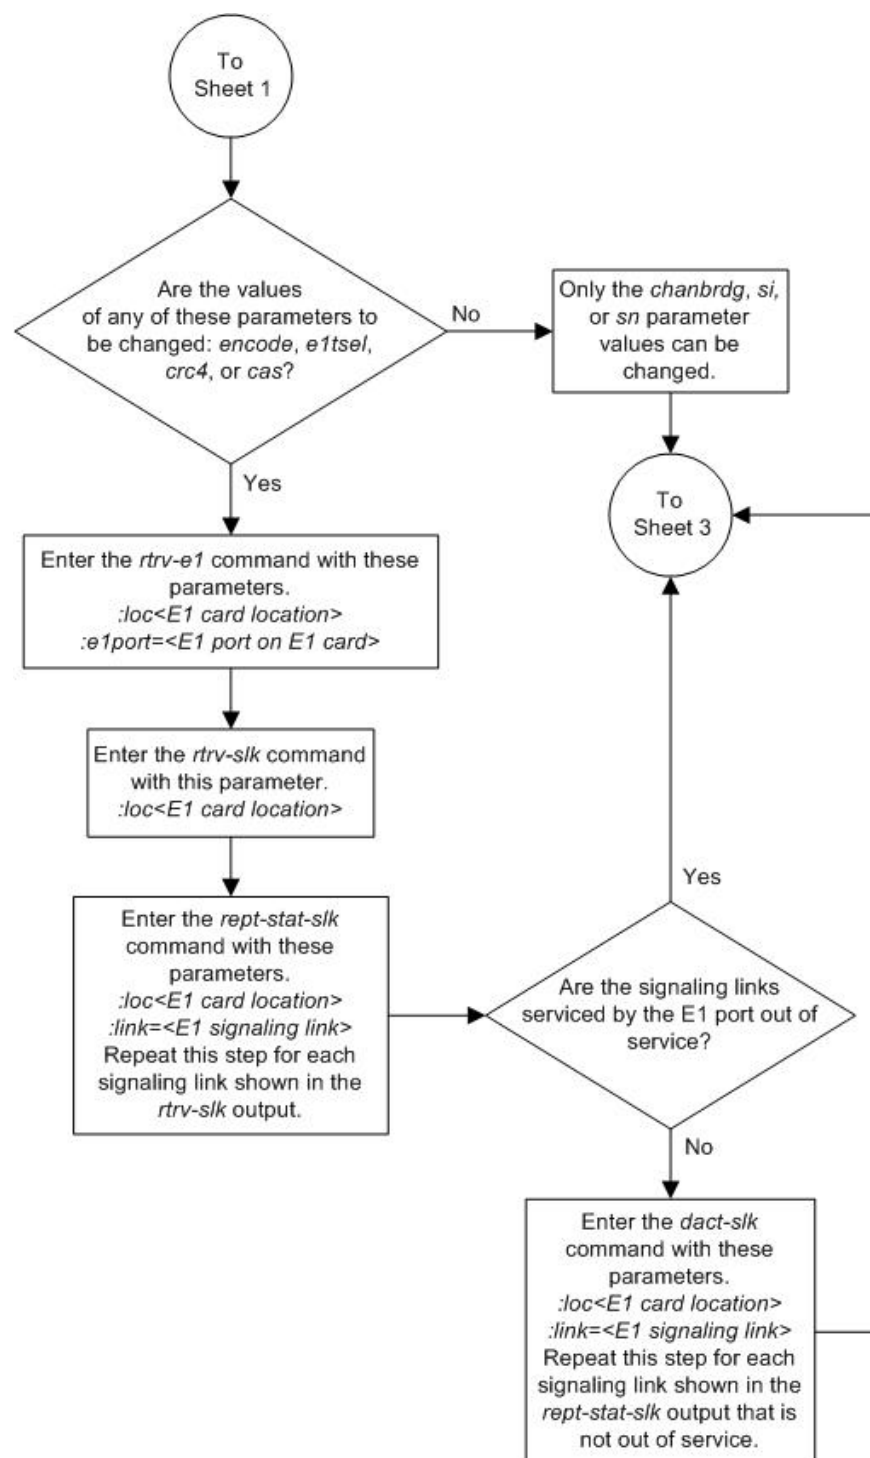 To
Sheet 1
Are the values
of any of these parameters to
be changed: encode, e1tsel,
crc4, or cas?
No
Only the chanbrdg, si,
or sn parameter
values can be
changed.
Yes
To
Sheet 3
Enter the rtrv-e1 command with these
parameters.
:loc<E1 card location>
:e1port=<E1 port on E1 card>
Enter the rtrv-slk command
with this parameter.
:loc<E1 card location>
Enter the rept-stat-slk
command with these
parameters.
:loc<E1 card location>
:link=<E1 signaling link>
Repeat this step for each
signaling link shown in the
rtrv-slk output.
Yes
Are the signaling links
serviced by the E1 port out of
service?
No
Enter the dact-slk
command with these
parameters.
:loc<E1 card location>
:link=<E1 signaling link>
Repeat this step for each
signaling link shown in the
rept-stat-slk output that is
not out of service.